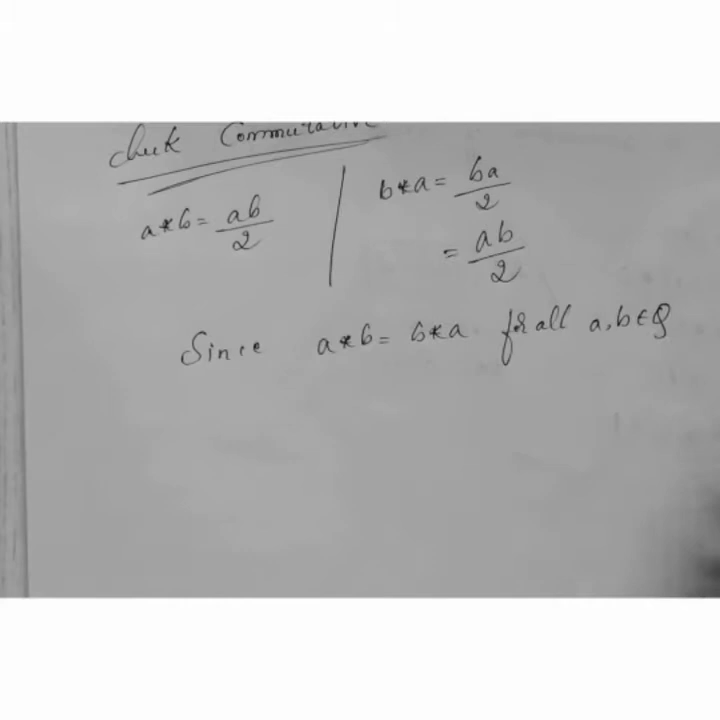 Check Commutative
a*b = ab/2
b*a = ba/2
= ab/2
Since a*b = b*a for all a,b∈Q